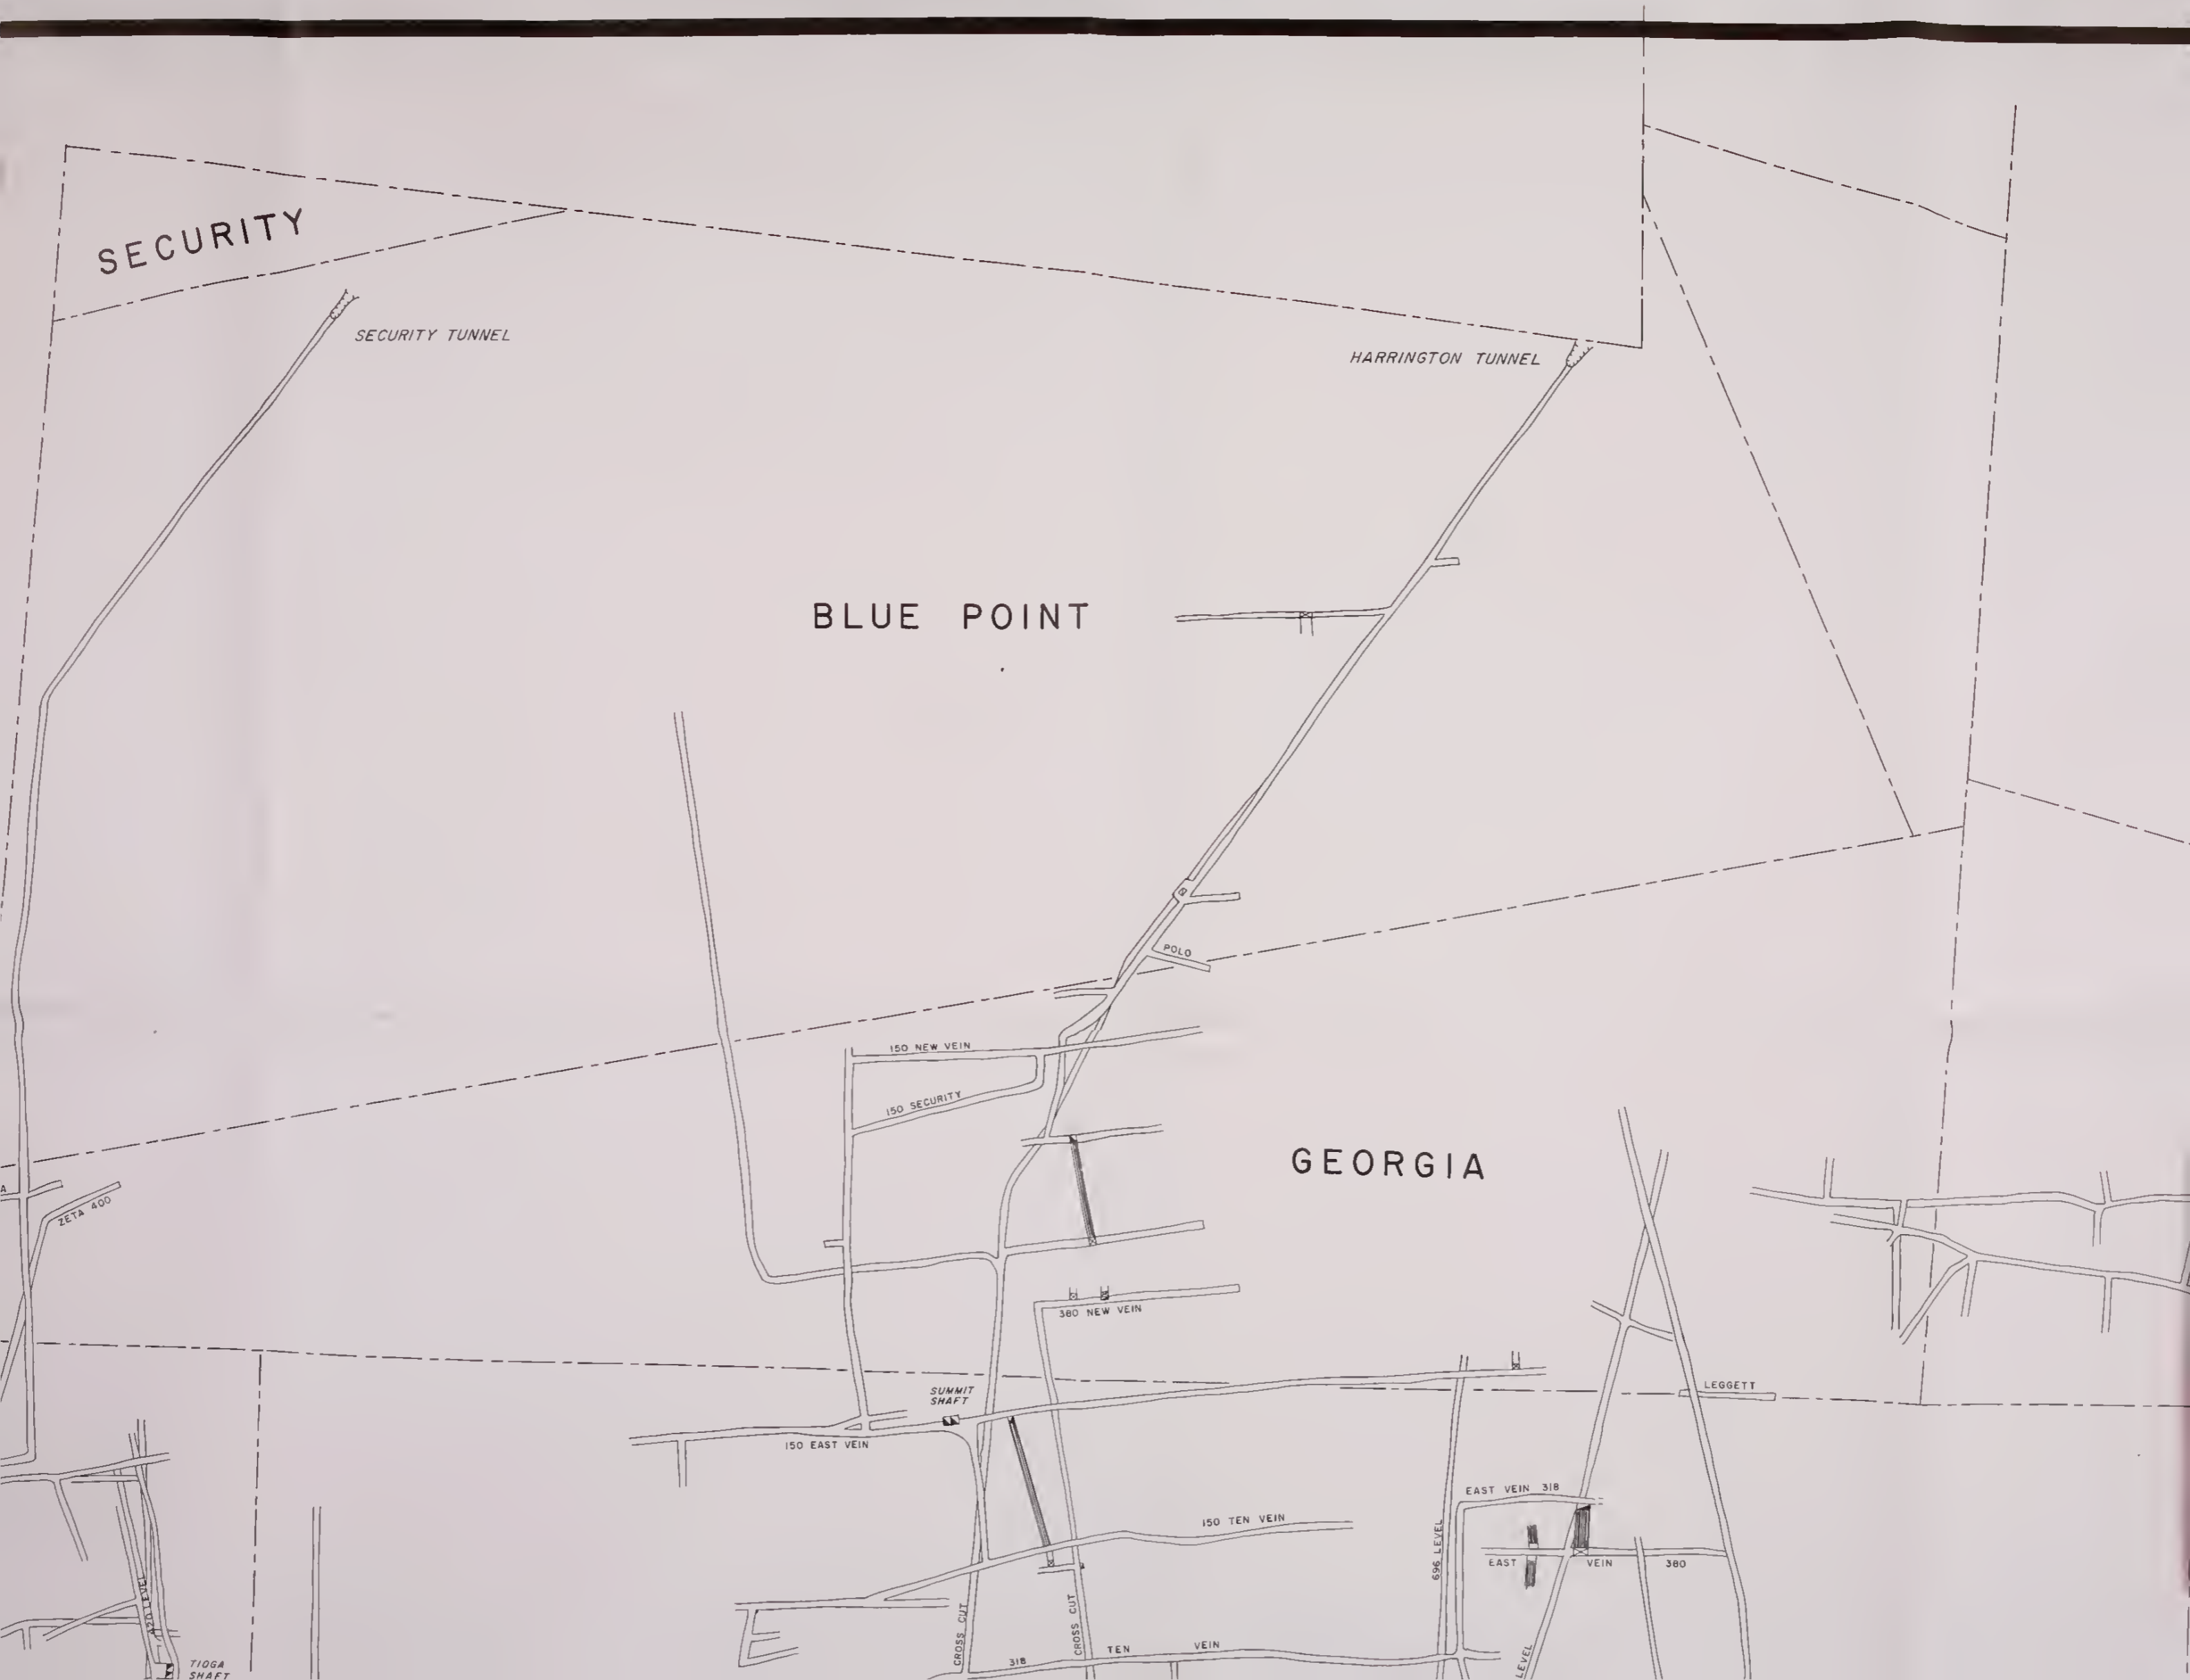 SECURITY
SECURITY TUNNEL
HARRINGTON TUNNEL
BLUE POINT
POLO
150 NEW VEIN
150 SECURITY
GEORGIA
A
ZETA 400
380 NEW VEIN
LEGGETT
SUMMIT
SHAFT
150 EAST VEIN
EAST VEIN 318
150 TEN VEIN
696 LEVEL
EAST VEIN 380
LEVEL
CROSS CUT
CROSS CUT
318 TEN VEIN
LEVEL
TIOGA
SHAFT